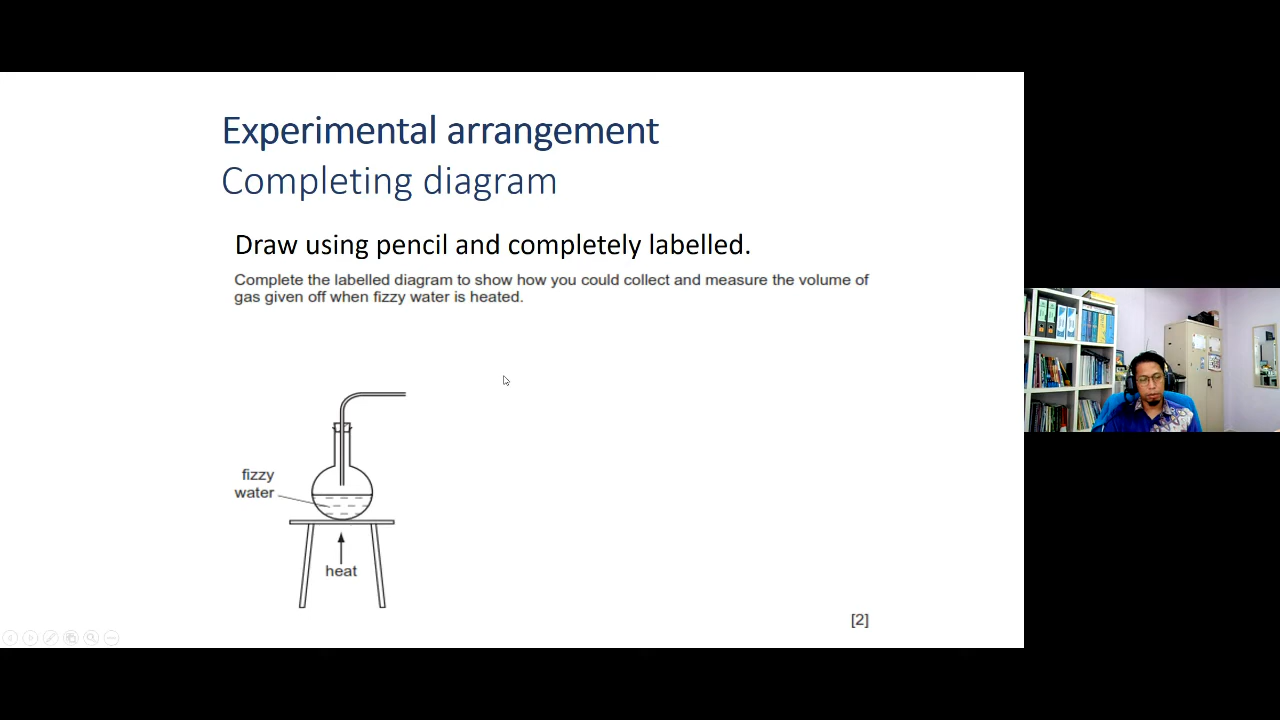 Experimental arrangement
Completing diagram
Draw using pencil and completely labelled.
Complete the labelled diagram to show how you could collect and measure the volume of
gas given off when fizzy water is heated.
fizzy
water
heat
[2]